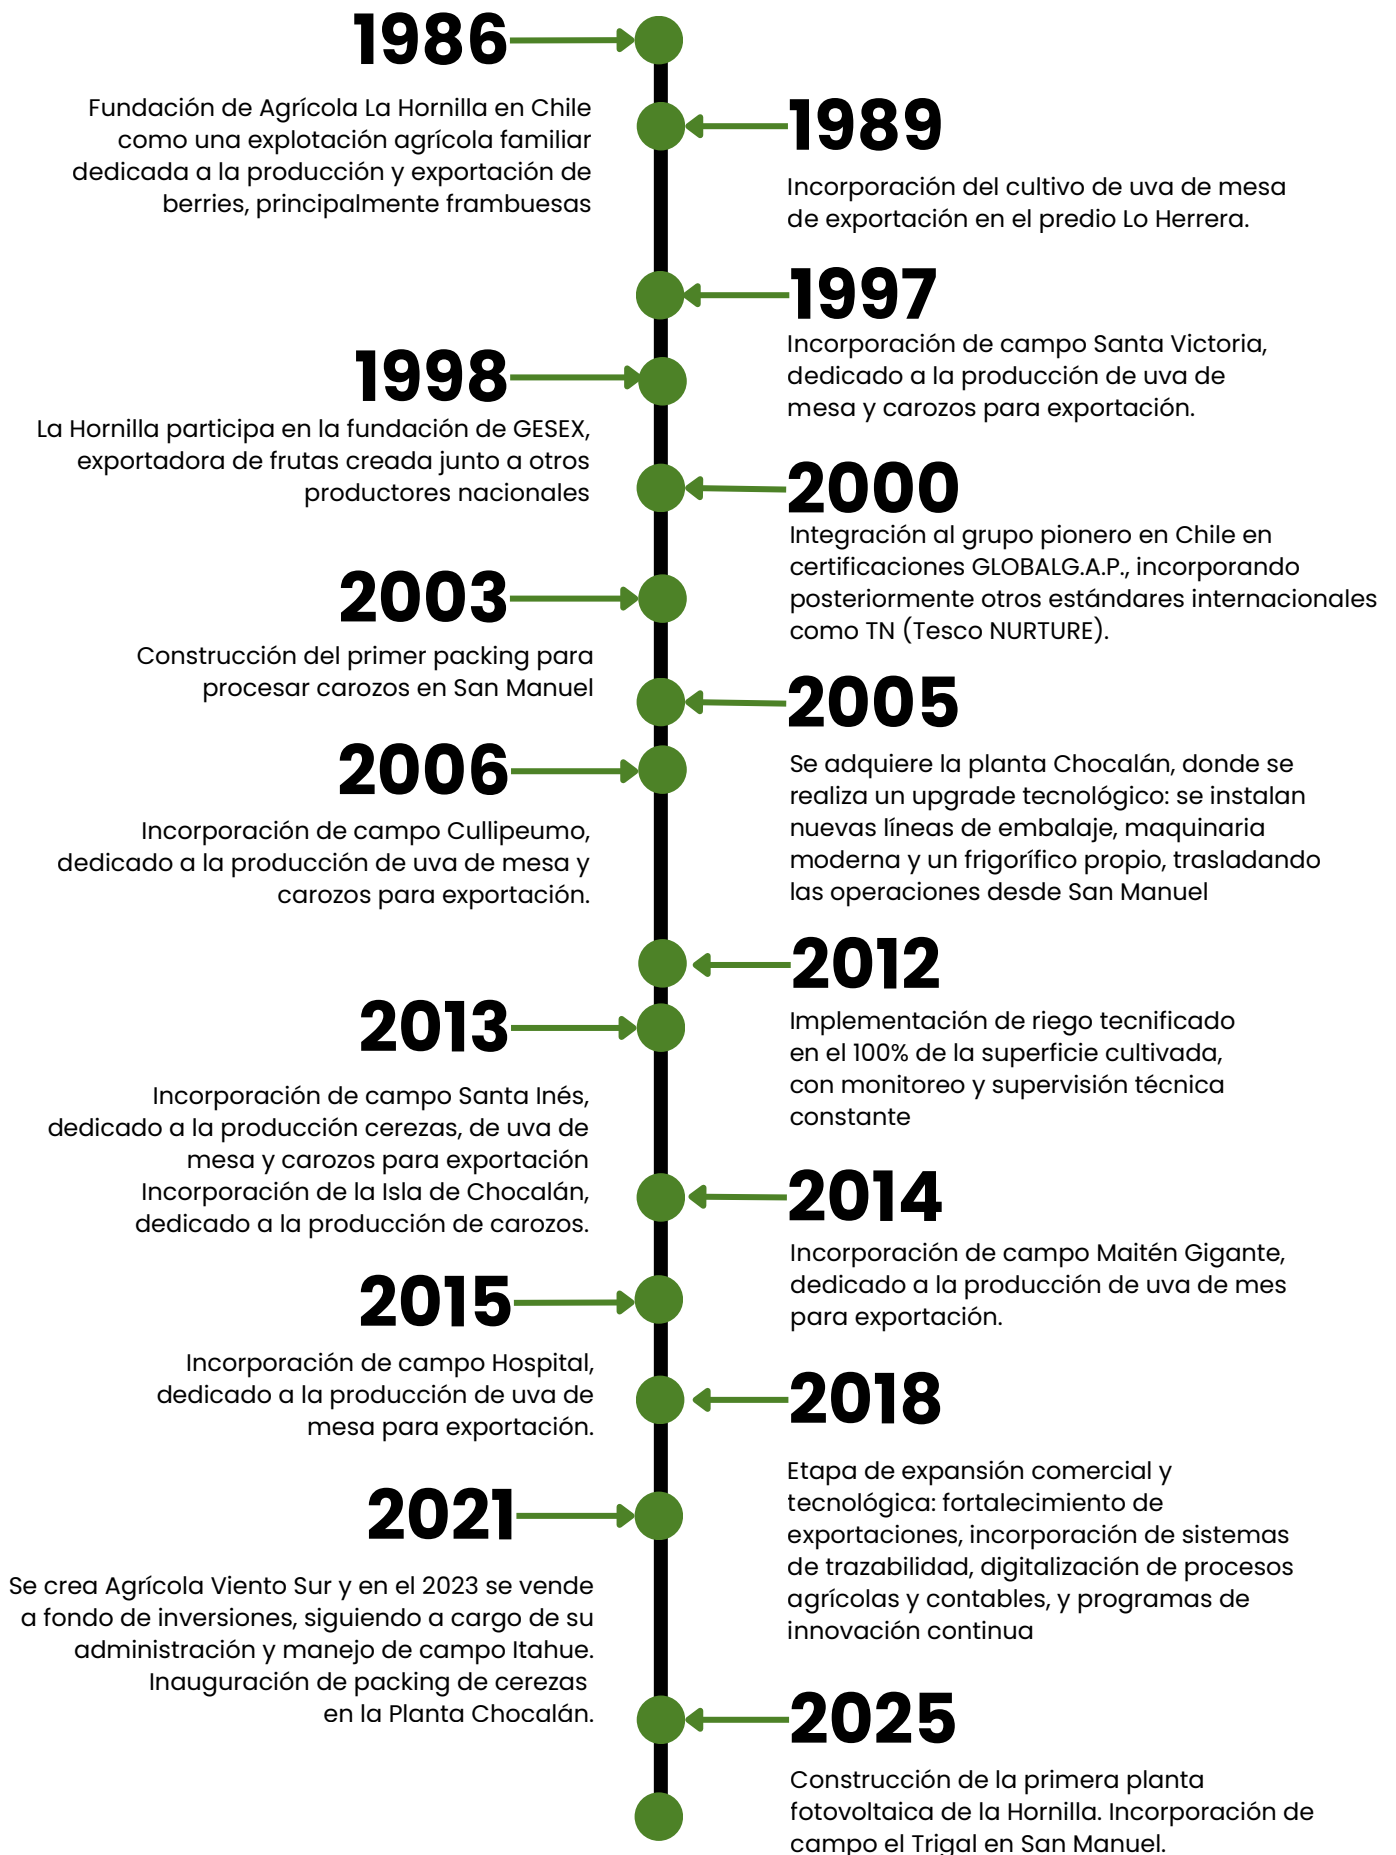 1986
Fundación de Agrícola La Hornilla en Chile
como una explotación agrícola familiar
dedicada a la producción y exportación de
berries, principalmente frambuesas
1989
Incorporación del cultivo de uva de mesa
de exportación en el predio Lo Herrera.
1997
Incorporación de campo Santa Victoria,
dedicado a la producción de uva de
mesa y carozos para exportación.
1998
La Hornilla participa en la fundación de GESEX,
exportadora de frutas creada junto a otros
productores nacionales
2000
Integración al grupo pionero en Chile en
certificaciones GLOBALG.A.P., incorporando
posteriormente otros estándares internacionales
como TN (Tesco NURTURE).
2003
Construcción del primer packing para
procesar carozos en San Manuel
2005
Se adquiere la planta Chocalán, donde se
realiza un upgrade tecnológico: se instalan
nuevas líneas de embalaje, maquinaria
moderna y un frigorífico propio, trasladando
las operaciones desde San Manuel
2006
Incorporación de campo Cullipeumo,
dedicado a la producción de uva de mesa y
carozos para exportación.
2012
Implementación de riego tecnificado
en el 100% de la superficie cultivada,
con monitoreo y supervisión técnica
constante
2013
Incorporación de campo Santa Inés,
dedicado a la producción cerezas, de uva de
mesa y carozos para exportación
Incorporación de la Isla de Chocalán,
dedicado a la producción de carozos.
2014
Incorporación de campo Maitén Gigante,
dedicado a la producción de uva de mes
para exportación.
2015
Incorporación de campo Hospital,
dedicado a la producción de uva de
mesa para exportación.
2018
Etapa de expansión comercial y
tecnológica: fortalecimiento de
exportaciones, incorporación de sistemas
de trazabilidad, digitalización de procesos
agrícolas y contables, y programas de
innovación continua
2021
Se crea Agrícola Viento Sur y en el 2023 se vende
a fondo de inversiones, siguiendo a cargo de su
administración y manejo de campo Itahue.
Inauguración de packing de cerezas
en la Planta Chocalán.
2025
Construcción de la primera planta
fotovoltaica de la Hornilla. Incorporación de
campo el Trigal en San Manuel.